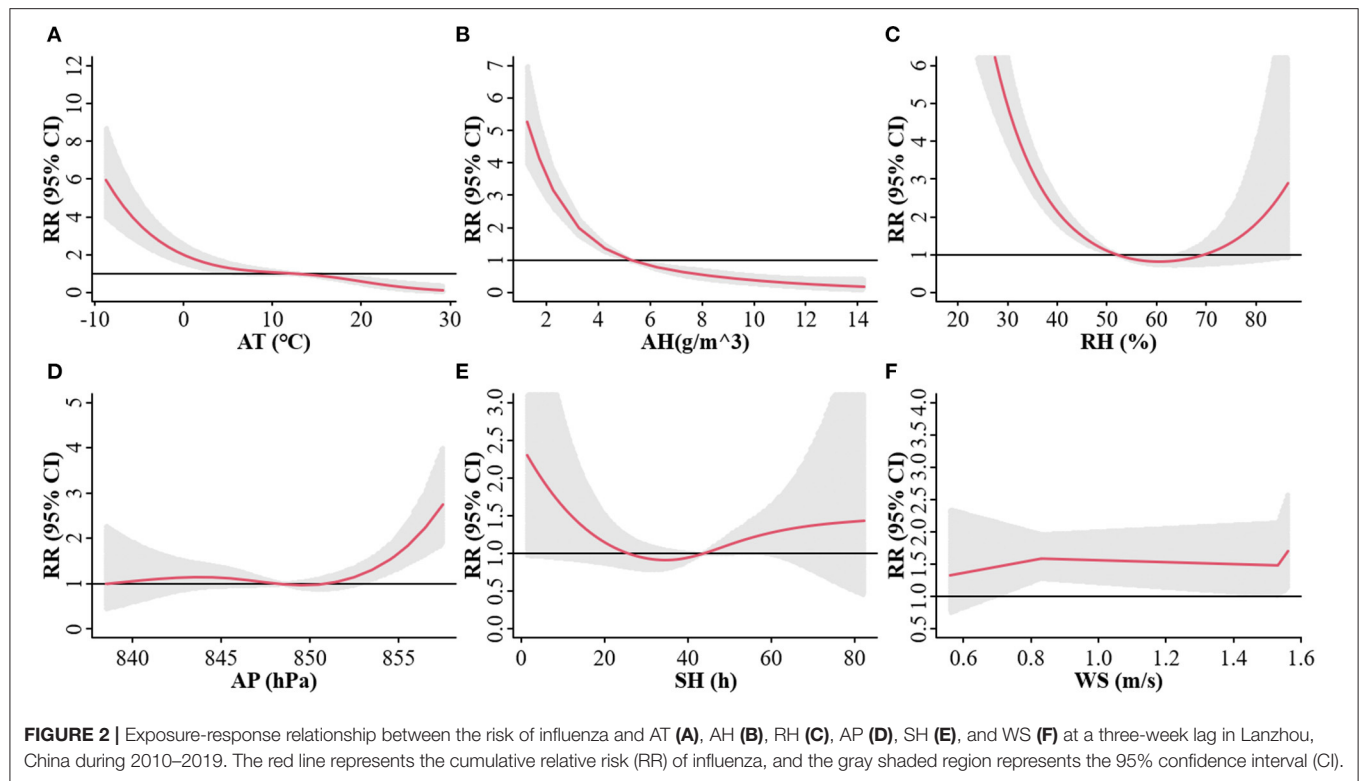 A
RR (95% CI)
0 2 4 6 8 10 12
-10 0 10 20 30
AT (°C)
B
RR (95% CI)
0 1 2 3 4 5 6 7
2 4 6 8 10 12 14
AH(g/m^3)
C
RR (95% CI)
0 1 2 3 4 5 6
20 30 40 50 60 70 80
RH (%)
D
RR (95% CI)
0 1 2 3 4 5
840 845 850 855
AP (hPa)
E
RR (95% CI)
0.0 0.5 1.0 1.5 2.0 2.5 3.0
0 20 40 60 80
SH (h)
F
RR (95% CI)
0.5 1.0 1.5 2.0 2.5 3.0 3.5 4.0
0.6 0.8 1.0 1.2 1.4 1.6
WS (m/s)
FIGURE 2 | Exposure-response relationship between the risk of influenza and AT (A), AH (B), RH (C), AP (D), SH (E), and WS (F) at a three-week lag in Lanzhou,
China during 2010–2019. The red line represents the cumulative relative risk (RR) of influenza, and the gray shaded region represents the 95% confidence interval (CI).